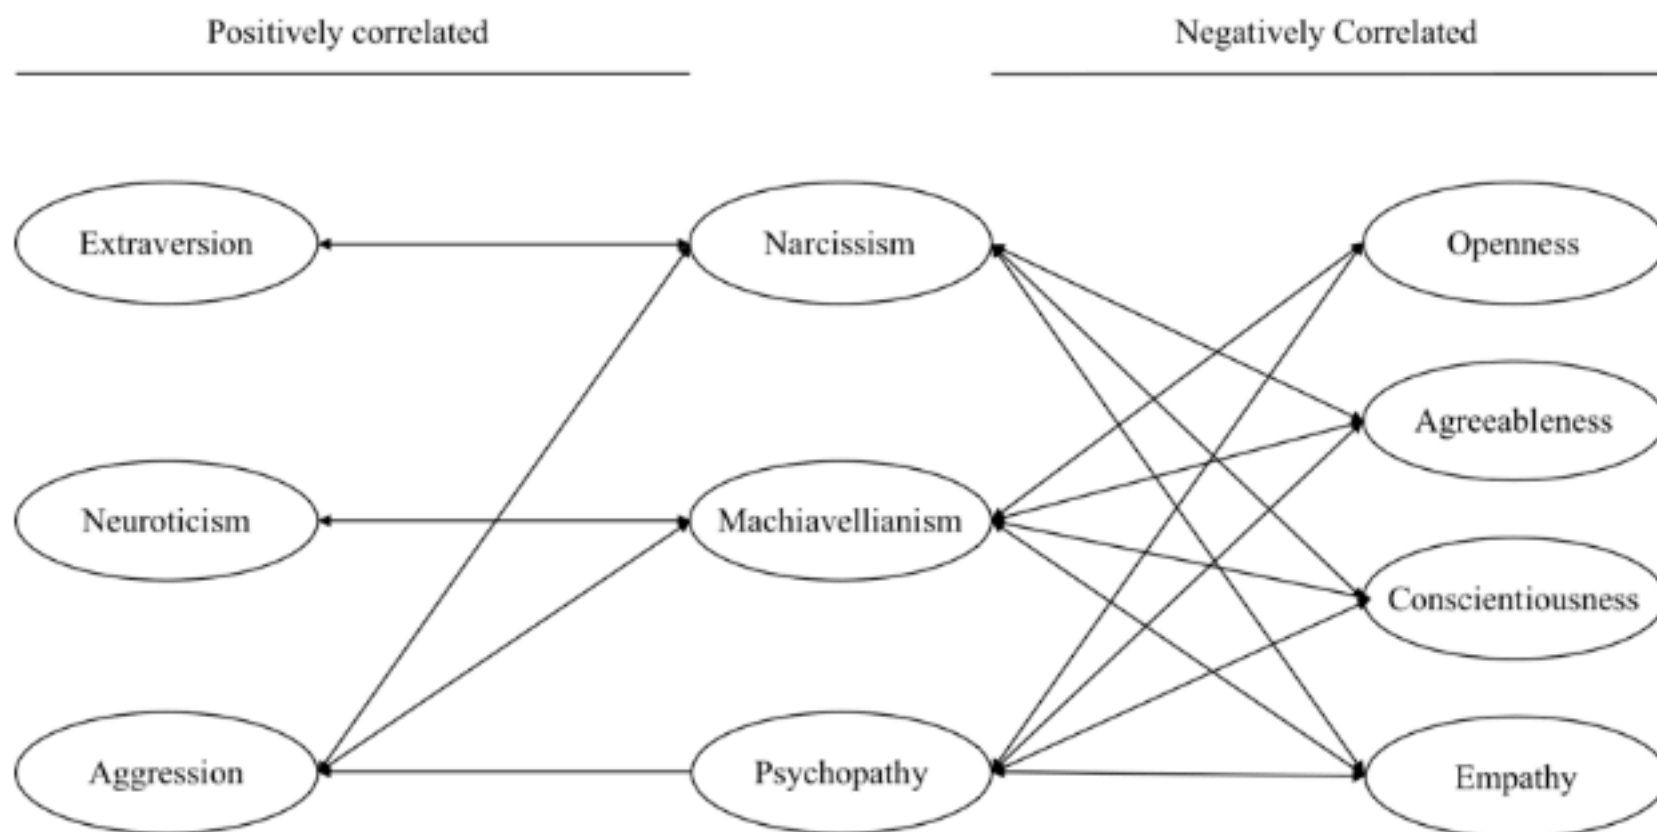 Positively correlated
Negatively Correlated
Extraversion
Narcissism
Openness
Agreeableness
Neuroticism
Machiavellianism
Conscientiousness
Aggression
Psychopathy
Empathy